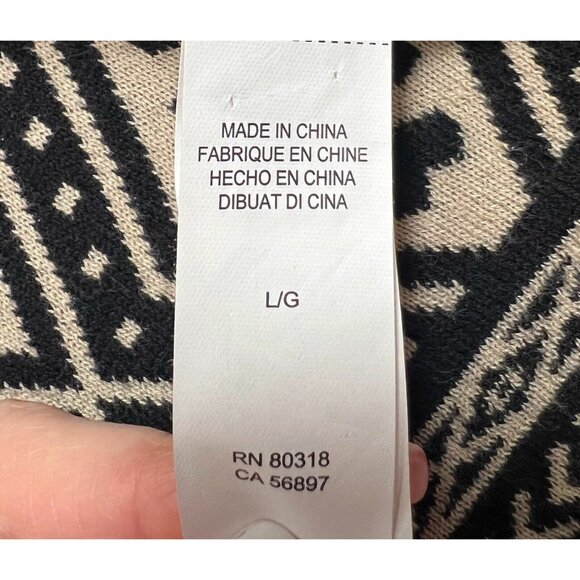 MADE IN CHINA
FABRIQUE EN CHINE
HECHO EN CHINA
DIBUAT DI CINA
L/G
RN 80318
CA 56897